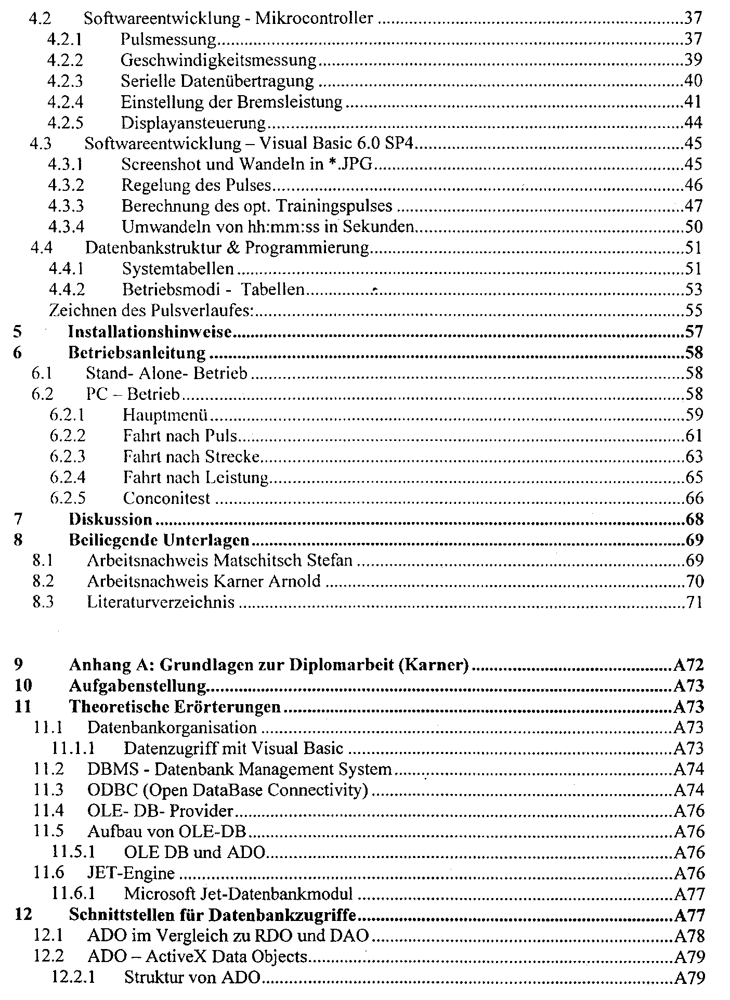 4.2 Softwareentwicklung - Mikrocontroller ........ 37
4.2.1 Pulsmessung ........ 37
4.2.2 Geschwindigkeitsmessung ........ 39
4.2.3 Serielle Datenübertragung ........ 40
4.2.4 Einstellung der Bremsleistung ........ 41
4.2.5 Displayansteuerung ........ 44
4.3 Softwareentwicklung – Visual Basic 6.0 SP4 ........ 45
4.3.1 Screenshot und Wandeln in *.JPG ........ 45
4.3.2 Regelung des Pulses ........ 46
4.3.3 Berechnung des opt. Trainingspulses ........ 47
4.3.4 Umwandeln von hh:mm:ss in Sekunden ........ 50
4.4 Datenbankstruktur & Programmierung ........ 51
4.4.1 Systemtabellen ........ 51
4.4.2 Betriebsmodi - Tabellen ........ 53
Zeichnen des Pulsverlaufes: ........ 55
5 Installationshinweise ........ 57
6 Betriebsanleitung ........ 58
6.1 Stand- Alone- Betrieb ........ 58
6.2 PC – Betrieb ........ 58
6.2.1 Hauptmenü ........ 59
6.2.2 Fahrt nach Puls ........ 61
6.2.3 Fahrt nach Strecke ........ 63
6.2.4 Fahrt nach Leistung ........ 65
6.2.5 Conconitest ........ 66
7 Diskussion ........ 68
8 Beiliegende Unterlagen ........ 69
8.1 Arbeitsnachweis Matschitsch Stefan ........ 69
8.2 Arbeitsnachweis Karner Arnold ........ 70
8.3 Literaturverzeichnis ........ 71
9 Anhang A: Grundlagen zur Diplomarbeit (Karner) ........ A72
10 Aufgabenstellung ........ A73
11 Theoretische Erörterungen ........ A73
11.1 Datenbankorganisation ........ A73
11.1.1 Datenzugriff mit Visual Basic ........ A73
11.2 DBMS - Datenbank Management System ........ A74
11.3 ODBC (Open DataBase Connectivity) ........ A74
11.4 OLE- DB- Provider ........ A76
11.5 Aufbau von OLE-DB ........ A76
11.5.1 OLE DB und ADO ........ A76
11.6 JET-Engine ........ A76
11.6.1 Microsoft Jet-Datenbankmodul ........ A77
12 Schnittstellen für Datenbankzugriffe ........ A77
12.1 ADO im Vergleich zu RDO und DAO ........ A78
12.2 ADO – ActiveX Data Objects ........ A79
12.2.1 Struktur von ADO ........ A79